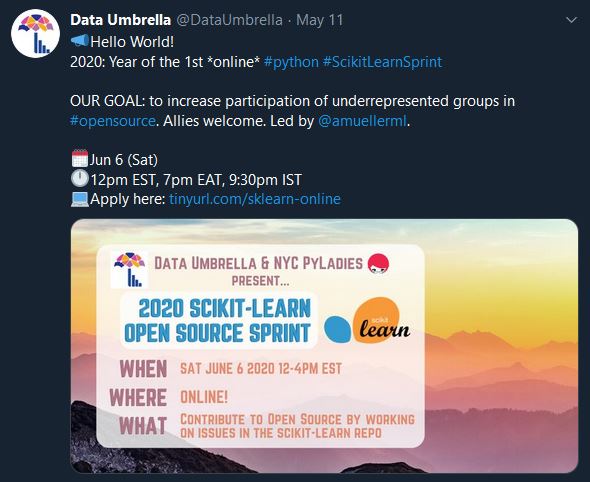 Data Umbrella @DataUmbrella · May 11
📣Hello World!
2020: Year of the 1st *online* #python #ScikitLearnSprint
OUR GOAL: to increase participation of underrepresented groups in
#opensource. Allies welcome. Led by @amuellerml.
🗓️Jun 6 (Sat)
🕛12pm EST, 7pm EAT, 9:30pm IST
💻Apply here: tinyurl.com/sklearn-online
DATA UMBRELLA & NYC PYLADIES
PRESENT...
2020 SCIKIT-LEARN
OPEN SOURCE SPRINT
scikit
learn
WHEN SAT JUNE 6 2020 12-4PM EST
WHERE ONLINE!
WHAT CONTRIBUTE TO OPEN SOURCE BY WORKING
ON ISSUES IN THE SCIKIT-LEARN REPO